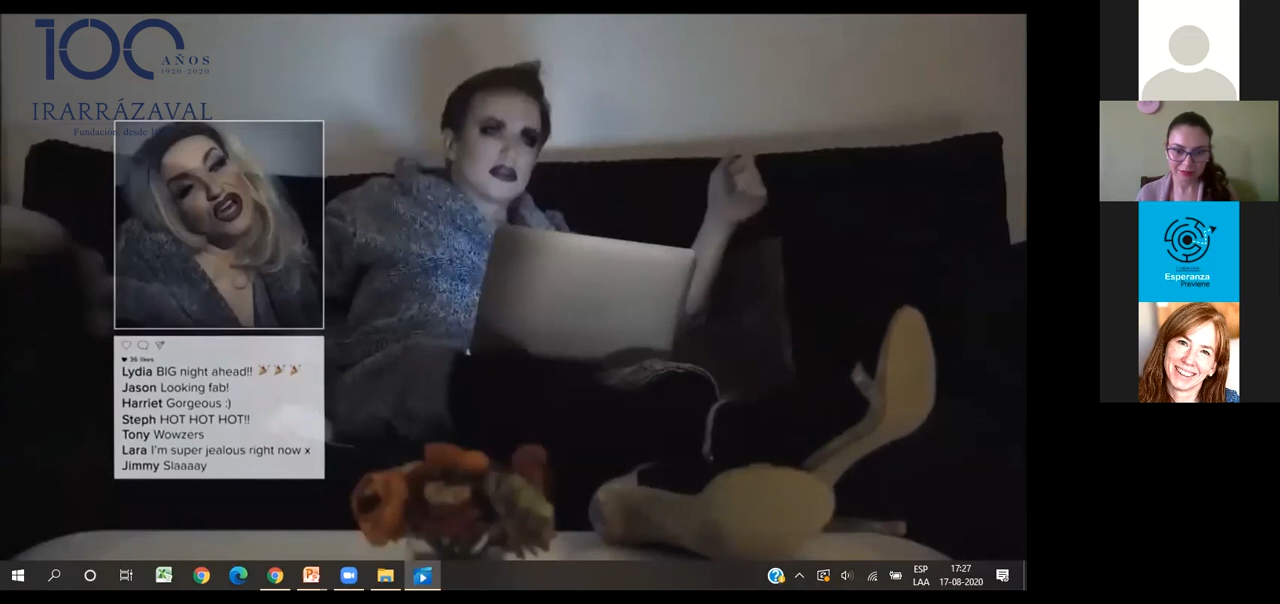 100
AÑOS
1920-2020
IRARRÁZAVAL
Fundación, desde
36 likes
Lydia BIG night ahead!!
Jason Looking fab!
Harriet Gorgeous :)
Steph HOT HOT HOT!!
Tony Wowzers
Lara I'm super jealous right now x
Jimmy Slaaaay
Esperanza
Previene
ESP
LAA
17:27
17-08-2020